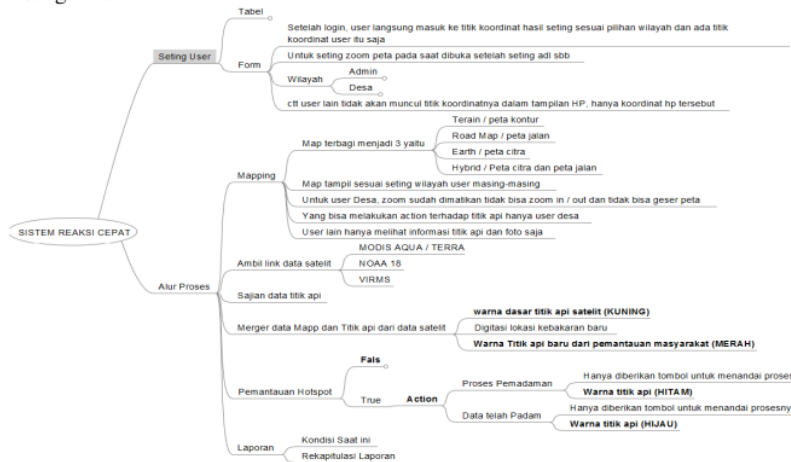 Tabel
Setelah login, user langsung masuk ke titik koordinat hasil seting sesuai pilihan wilayah dan ada titik
koordinat user itu saja
Seting User
Untuk seting zoom peta pada saat dibuka setelah seting adl sbb
Form
Admin
Wilayah
Desa
ctt user lain tidak akan muncul titik koordinatnya dalam tampilan HP, hanya koordinat hp tersebut
Terain / peta kontur
Road Map / peta jalan
Map terbagi menjadi 3 yaitu
Earth / peta citra
Hybrid / Peta citra dan peta jalan
Mapping
Map tampil sesuai seting wilayah user masing-masing
Untuk user Desa, zoom sudah dimatikan tidak bisa zoom in / out dan tidak bisa geser peta
Yang bisa melakukan action terhadap titik api hanya user desa
User lain hanya melihat informasi titik api dan foto saja
SISTEM REAKSI CEPAT
MODIS AQUA / TERRA
Ambil link data satelit
NOAA 18
VIRMS
Alur Proses
Sajian data titik api
warna dasar titik api satelit (KUNING)
Merger data Mapp dan Titik api dari data satelit
Digitasi lokasi kebakaran baru
Warna Titik api baru dari pemantauan masyarakat (MERAH)
Fals
Hanya diberikan tombol untuk menandai proses
Proses Pemadaman
Warna titik api (HITAM)
Pemantauan Hotspot
True
Action
Hanya diberikan tombol untuk menandai prosesny
Data telah Padam
Warna titik api (HIJAU)
Kondisi Saat ini
Laporan
Rekapitulasi Laporan